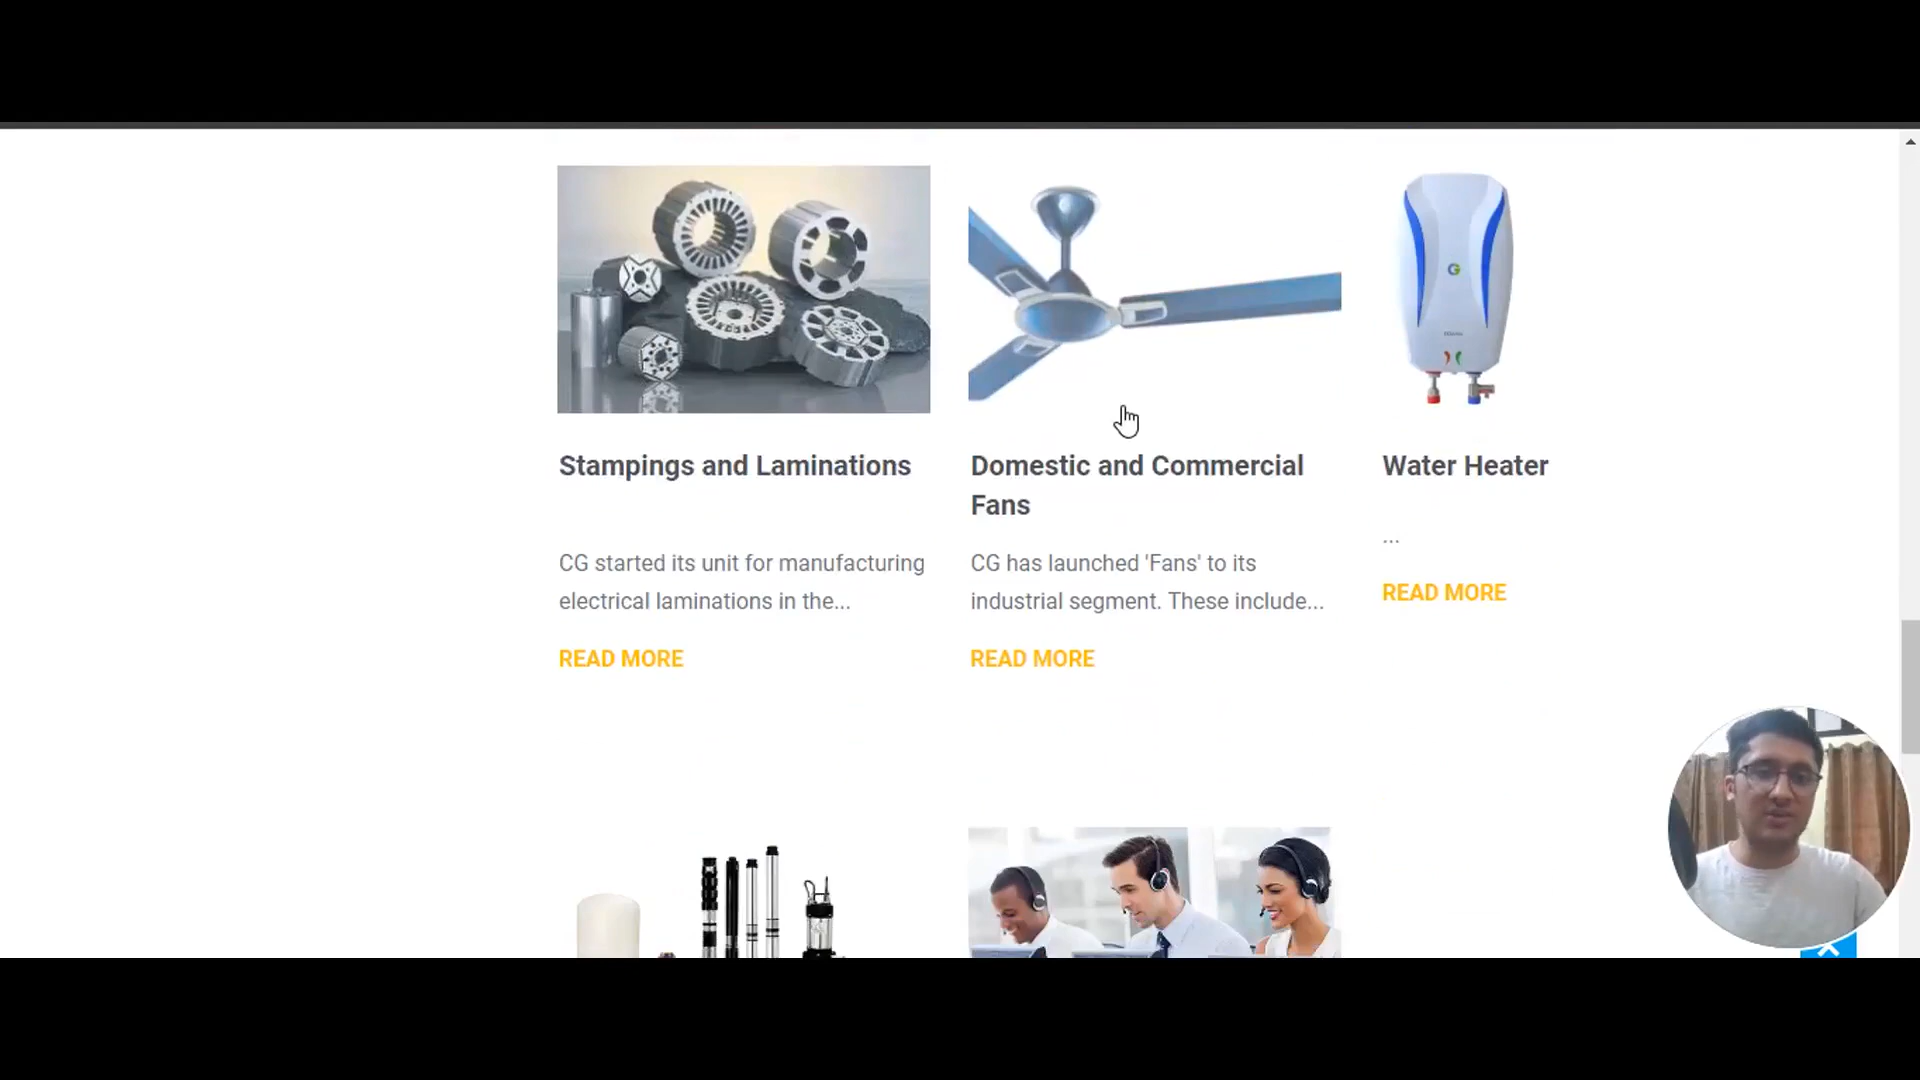 Stampings and Laminations
CG started its unit for manufacturing
electrical laminations in the...
READ MORE
Domestic and Commercial
Fans
CG has launched 'Fans' to its
industrial segment. These include...
READ MORE
Water Heater
...
READ MORE